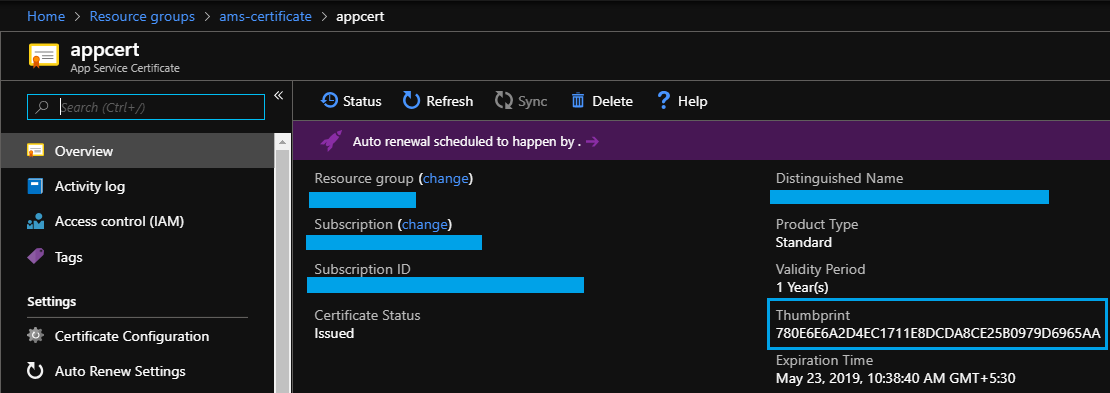 Home > Resource groups > ams-certificate > appcert
appcert
App Service Certificate
Search (Ctrl+/)
«
Overview
Activity log
Access control (IAM)
Tags
Settings
Certificate Configuration
Auto Renew Settings
Status Refresh Sync Delete ? Help
Auto renewal scheduled to happen by . →
Resource group (change)
Subscription (change)
Subscription ID
Certificate Status
Issued
Distinguished Name
Product Type
Standard
Validity Period
1 Year(s)
Thumbprint
780E6E6A2D4EC1711E8DCDA8CE25B0979D6965AA
Expiration Time
May 23, 2019, 10:38:40 AM GMT+5:30